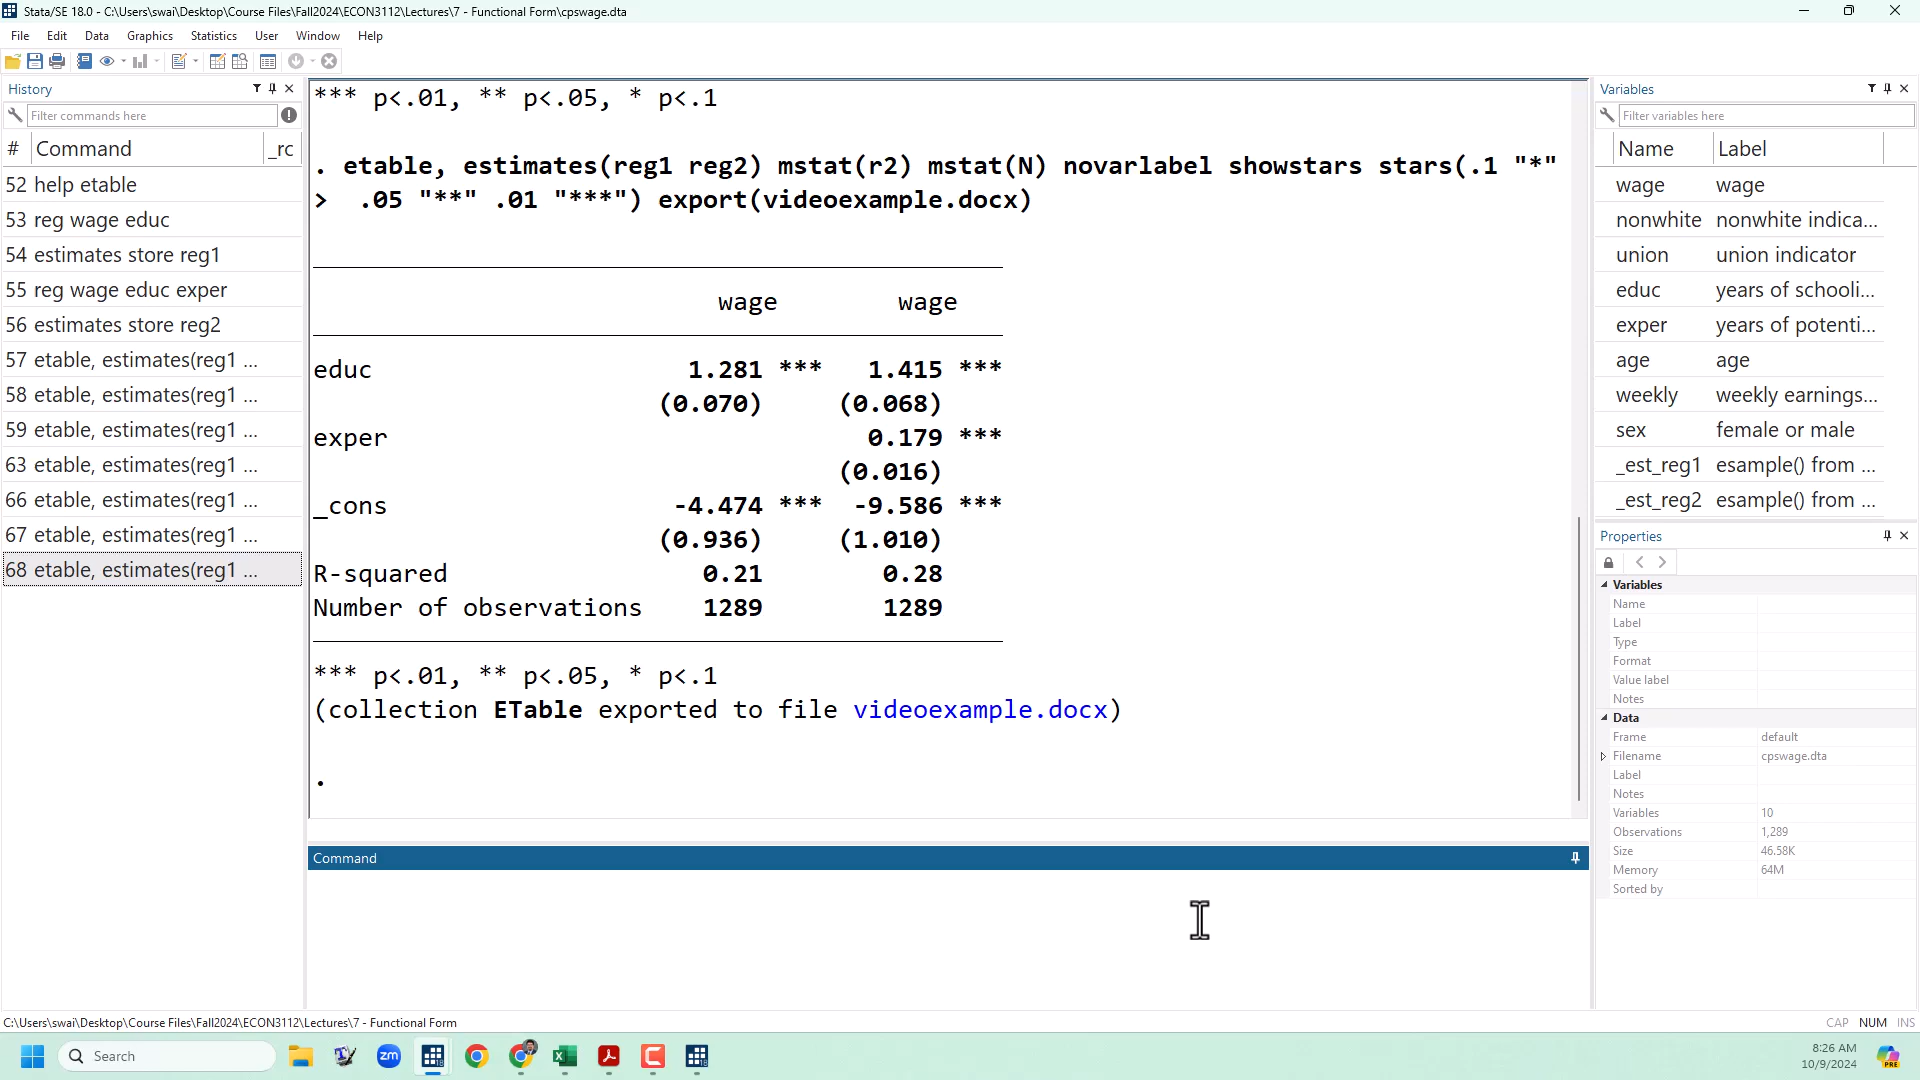 Stata/SE 18.0 - C:\Users\swai\Desktop\Course Files\Fall2024\ECON3112\Lectures\7 - Functional Form\cpswage.dta
File Edit Data Graphics Statistics User Window Help
History
Filter commands here
# Command _rc
52 help etable
53 reg wage educ
54 estimates store reg1
55 reg wage educ exper
56 estimates store reg2
57 etable, estimates(reg1 ...
58 etable, estimates(reg1 ...
59 etable, estimates(reg1 ...
63 etable, estimates(reg1 ...
66 etable, estimates(reg1 ...
67 etable, estimates(reg1 ...
68 etable, estimates(reg1 ...
*** p<.01, ** p<.05, * p<.1
. etable, estimates(reg1 reg2) mstat(r2) mstat(N) novarlabel showstars stars(.1 "*"
> .05 "**" .01 "***") export(videoexample.docx)
wage wage
educ 1.281 *** 1.415 ***
(0.070) (0.068)
exper 0.179 ***
(0.016)
_cons -4.474 *** -9.586 ***
(0.936) (1.010)
R-squared 0.21 0.28
Number of observations 1289 1289
*** p<.01, ** p<.05, * p<.1
(collection ETable exported to file videoexample.docx)
.
Command
Variables
Filter variables here
Name Label
wage wage
nonwhite nonwhite indica...
union union indicator
educ years of schooli...
exper years of potenti...
age age
weekly weekly earnings...
sex female or male
_est_reg1 esample() from ...
_est_reg2 esample() from ...
Properties
Variables
Name
Label
Type
Format
Value label
Notes
Data
Frame default
Filename cpswage.dta
Label
Notes
Variables 10
Observations 1,289
Size 46.58K
Memory 64M
Sorted by
C:\Users\swai\Desktop\Course Files\Fall2024\ECON3112\Lectures\7 - Functional Form
CAP NUM INS
Search
zm
18
18
PRE
8:26 AM
10/9/2024